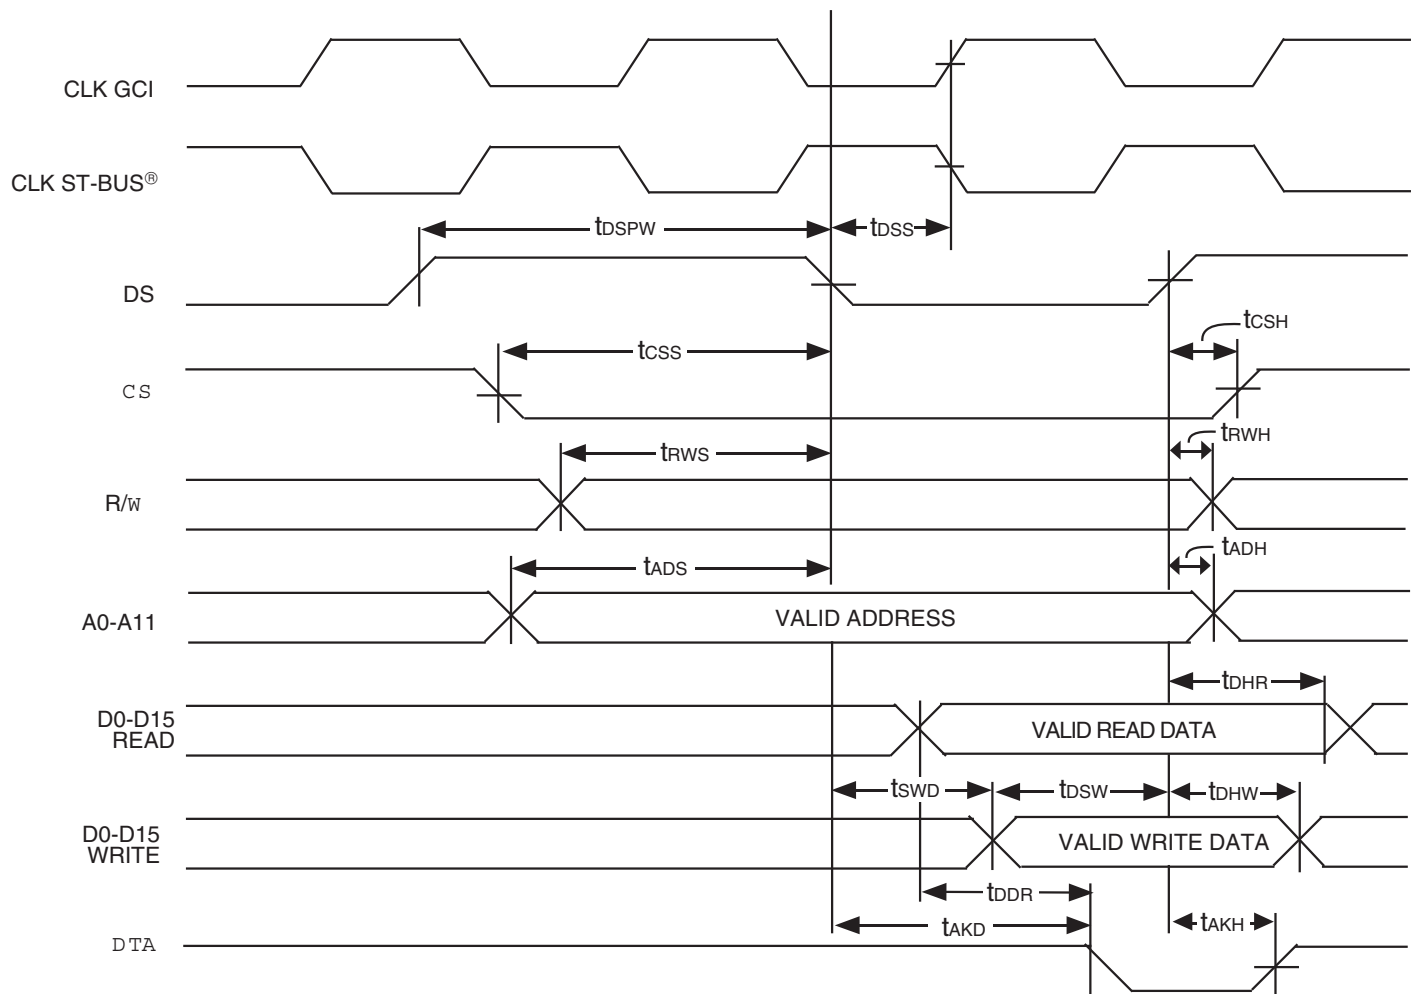 CLK GCI
CLK ST-BUS®
tDSPW
tDSS
DS
tCSS
tCSH
CS
tRWS
tRWH
R/W
tADS
tADH
A0-A11
VALID ADDRESS
tDHR
D0-D15
READ
VALID READ DATA
tSWD
tDSW
tDHW
D0-D15
WRITE
VALID WRITE DATA
tDDR
tAKD
tAKH
DTA